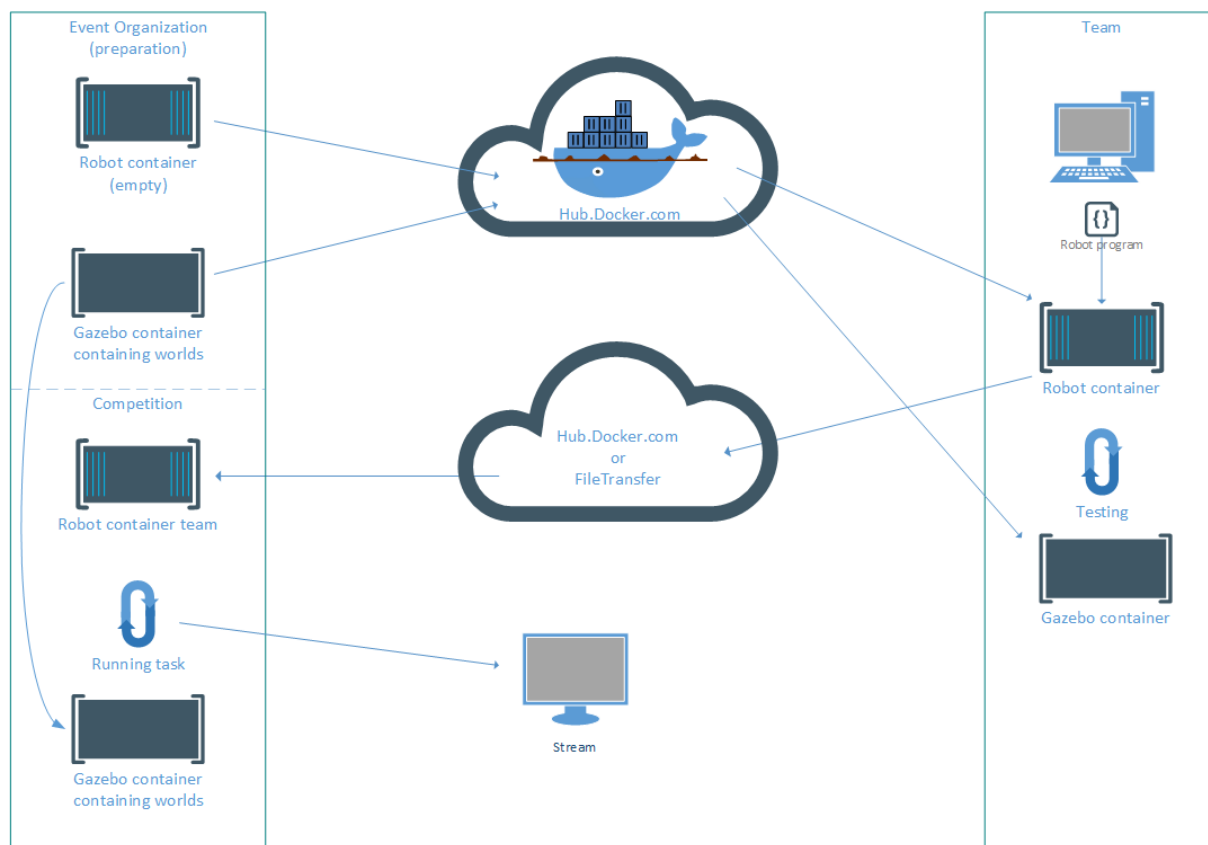 Event Organization
(preparation)
Robot container
(empty)
Gazebo container
containing worlds
Competition
Robot container team
Running task
Gazebo container
containing worlds
Hub.Docker.com
Hub.Docker.com
or
FileTransfer
Stream
Team
{}
Robot program
Robot container
Testing
Gazebo container